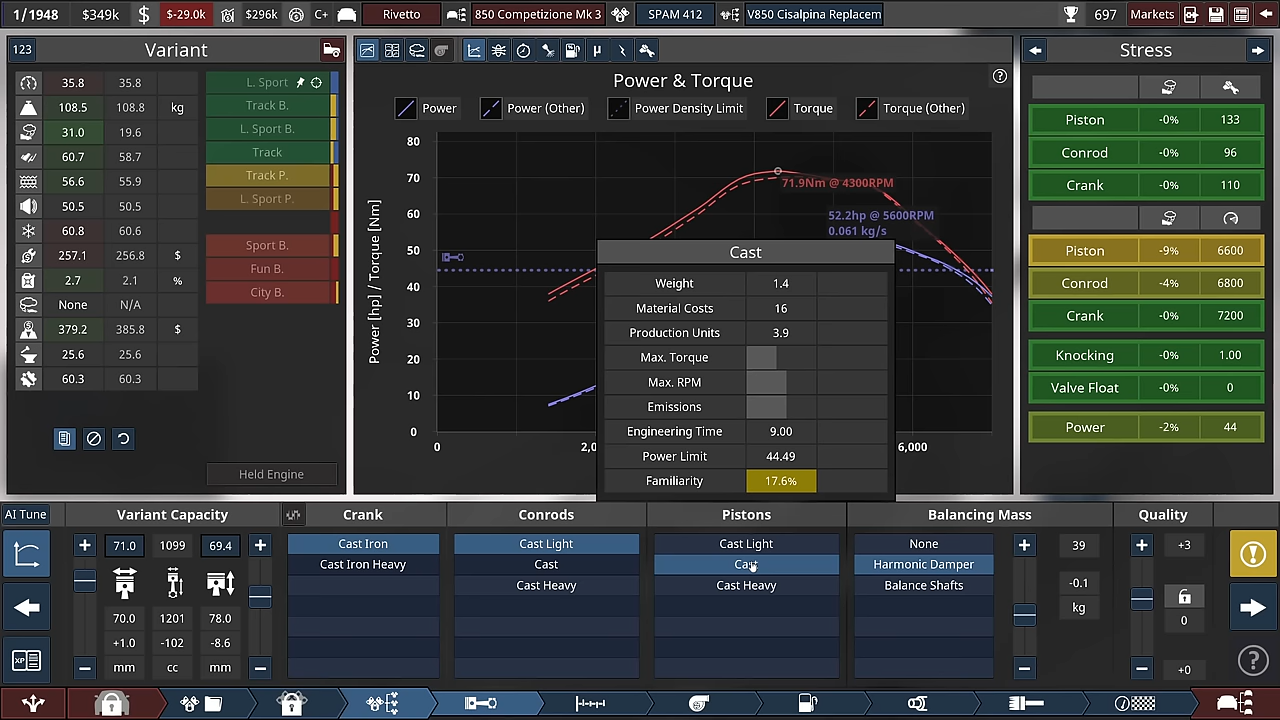 1/1948 $349k $-29.0k $296k C+ Rivetto 850 Competizione Mk 3 SPAM 412 V850 Cisalpina Replacem 697 Markets
123 Variant
35.8 35.8
108.5 108.8 kg
31.0 19.6
60.7 58.7
56.6 55.9
50.5 50.5
60.8 60.6
257.1 256.8 $
2.7 2.1 %
None N/A
379.2 385.8 $
25.6 25.6
60.3 60.3
L. Sport
Track B.
L. Sport B.
Track
Track P.
L. Sport P.
Sport B.
Fun B.
City B.
Held Engine
Power & Torque
Power Power (Other) Power Density Limit Torque Torque (Other)
Power [hp] / Torque [Nm]
80
70
60
50
40
30
20
10
0
0 2,0 6,000
71.9Nm @ 4300RPM
52.2hp @ 5600RPM
0.061 kg/s
Cast
Weight 1.4
Material Costs 16
Production Units 3.9
Max. Torque
Max. RPM
Emissions
Engineering Time 9.00
Power Limit 44.49
Familiarity 17.6%
Stress
Piston -0% 133
Conrod -0% 96
Crank -0% 110
Piston -9% 6600
Conrod -4% 6800
Crank -0% 7200
Knocking -0% 1.00
Valve Float -0% 0
Power -2% 44
AI Tune Variant Capacity Crank Conrods Pistons Balancing Mass Quality
+ 71.0 1099 69.4 +
70.0 1201 78.0
+1.0 -102 -8.6
- mm cc mm -
Cast Iron
Cast Iron Heavy
Cast Light
Cast
Cast Heavy
Cast Light
Cast
Cast Heavy
None
Harmonic Damper
Balance Shafts
+ 39
-0.1
kg
-
+ +3
0
- +0
XP